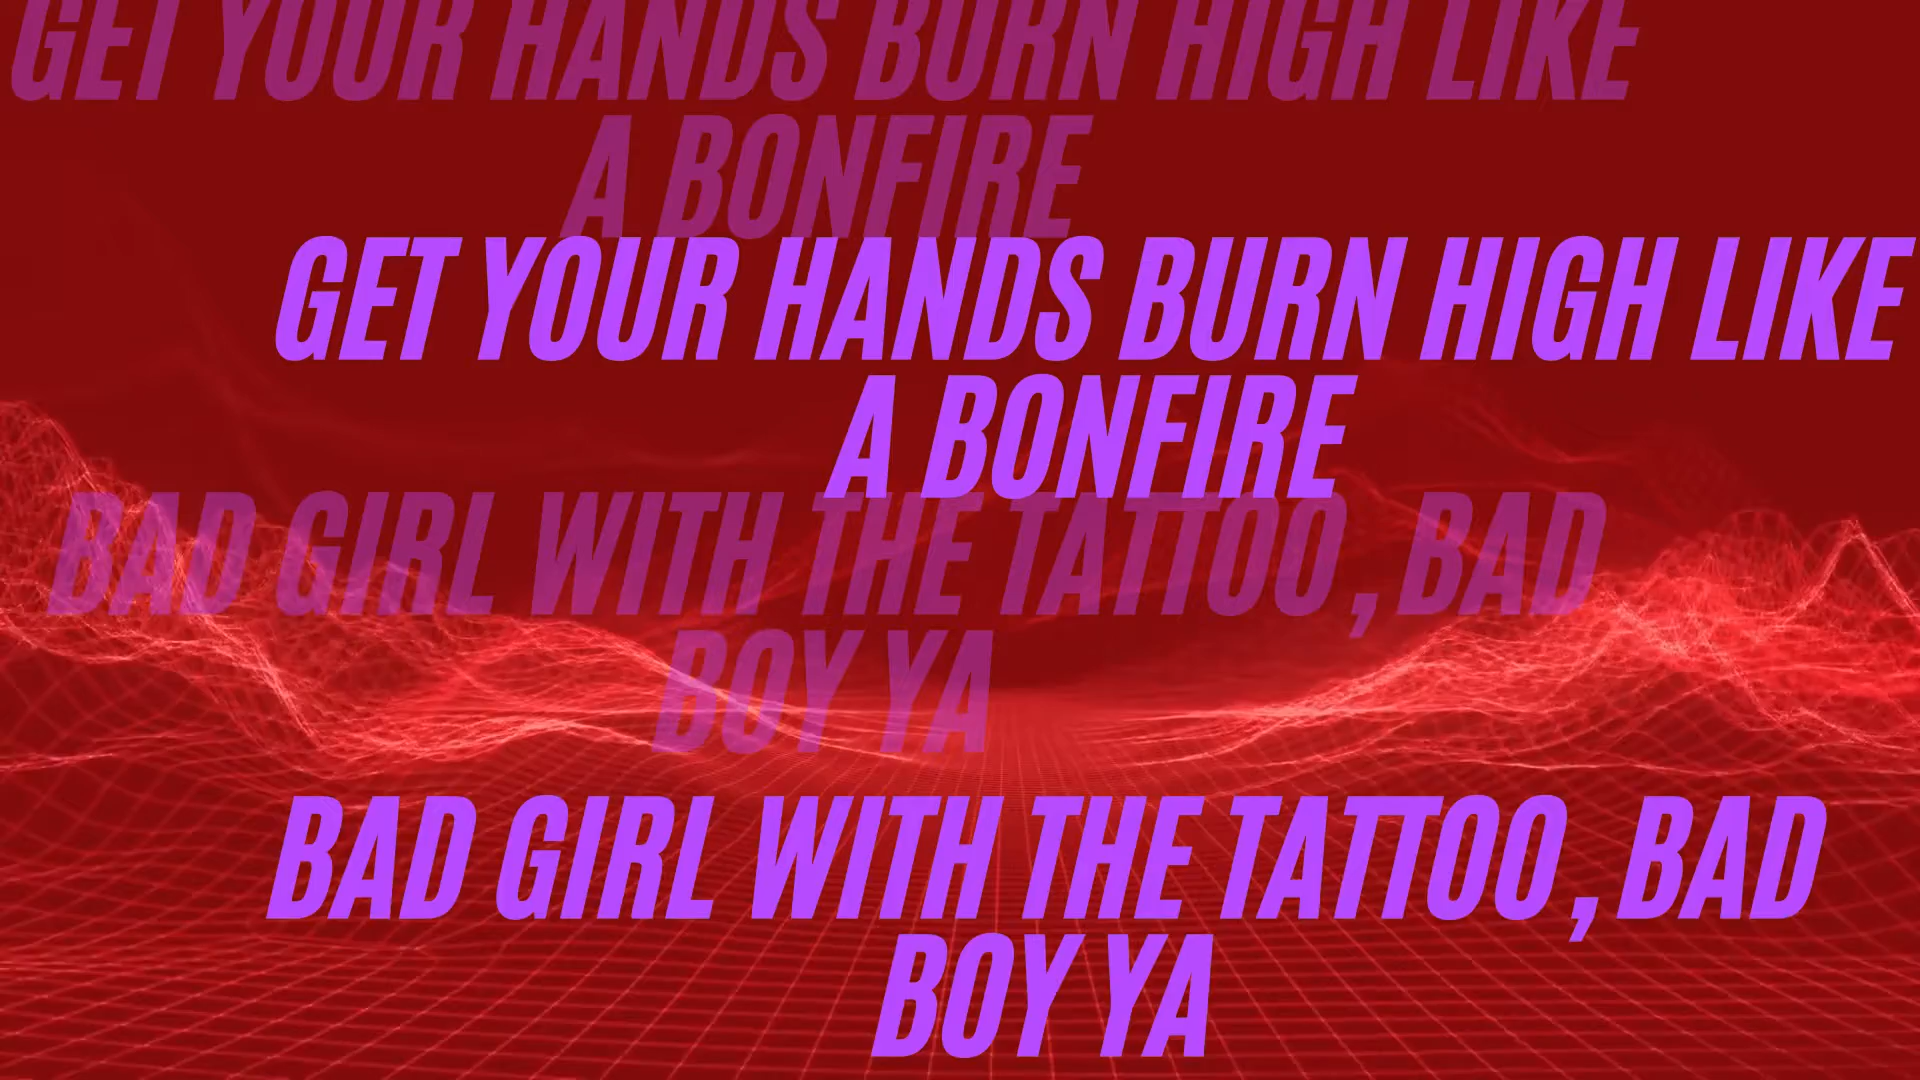 GET YOUR HANDS BURN HIGH LIKE
A BONFIRE
GET YOUR HANDS BURN HIGH LIKE
A BONFIRE
BAD GIRL WITH THE TATTOO, BAD
BOY YA
BAD GIRL WITH THE TATTOO, BAD
BOY YA